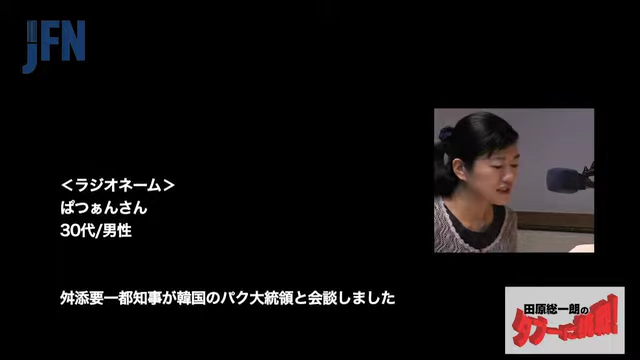 JFN
＜ラジオネーム＞
ぱつぁんさん
30代/男性
舛添要一都知事が韓国のパク大統領と会談しました
田原総一朗の
タブーに挑戦!